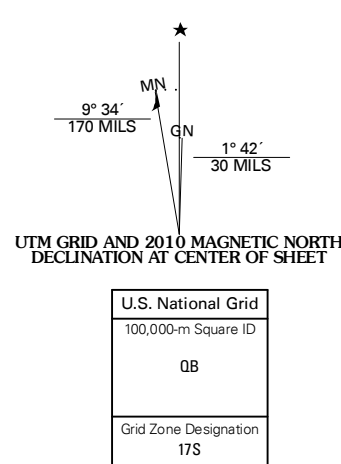 ★
MN
9° 34´
170 MILS
GN
1° 42´
30 MILS
UTM GRID AND 2010 MAGNETIC NORTH
DECLINATION AT CENTER OF SHEET
U.S. National Grid
100,000-m Square ID
QB
Grid Zone Designation
17S